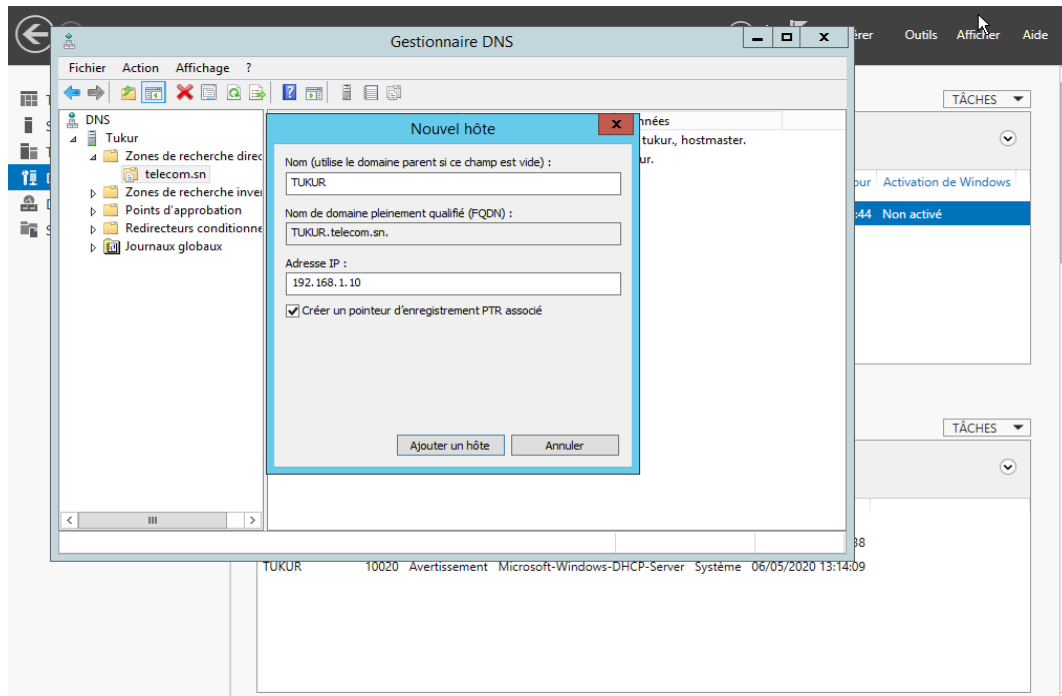 Gestionnaire DNS
Outils Afficher Aide
Fichier Action Affichage ?
TÂCHES
DNS
Tukur
Zones de recherche direc
telecom.sn
Zones de recherche inver
Points d'approbation
Redirecteurs conditionne
Journaux globaux
nnées
tukur., hostmaster.
ur.
Nouvel hôte
Nom (utilise le domaine parent si ce champ est vide) :
TUKUR
Nom de domaine pleinement qualifié (FQDN) :
TUKUR.telecom.sn.
Adresse IP :
192.168.1.10
Créer un pointeur d'enregistrement PTR associé
Ajouter un hôte Annuler
our Activation de Windows
:44 Non activé
TÂCHES
38
TUKUR 10020 Avertissement Microsoft-Windows-DHCP-Server Système 06/05/2020 13:14:09